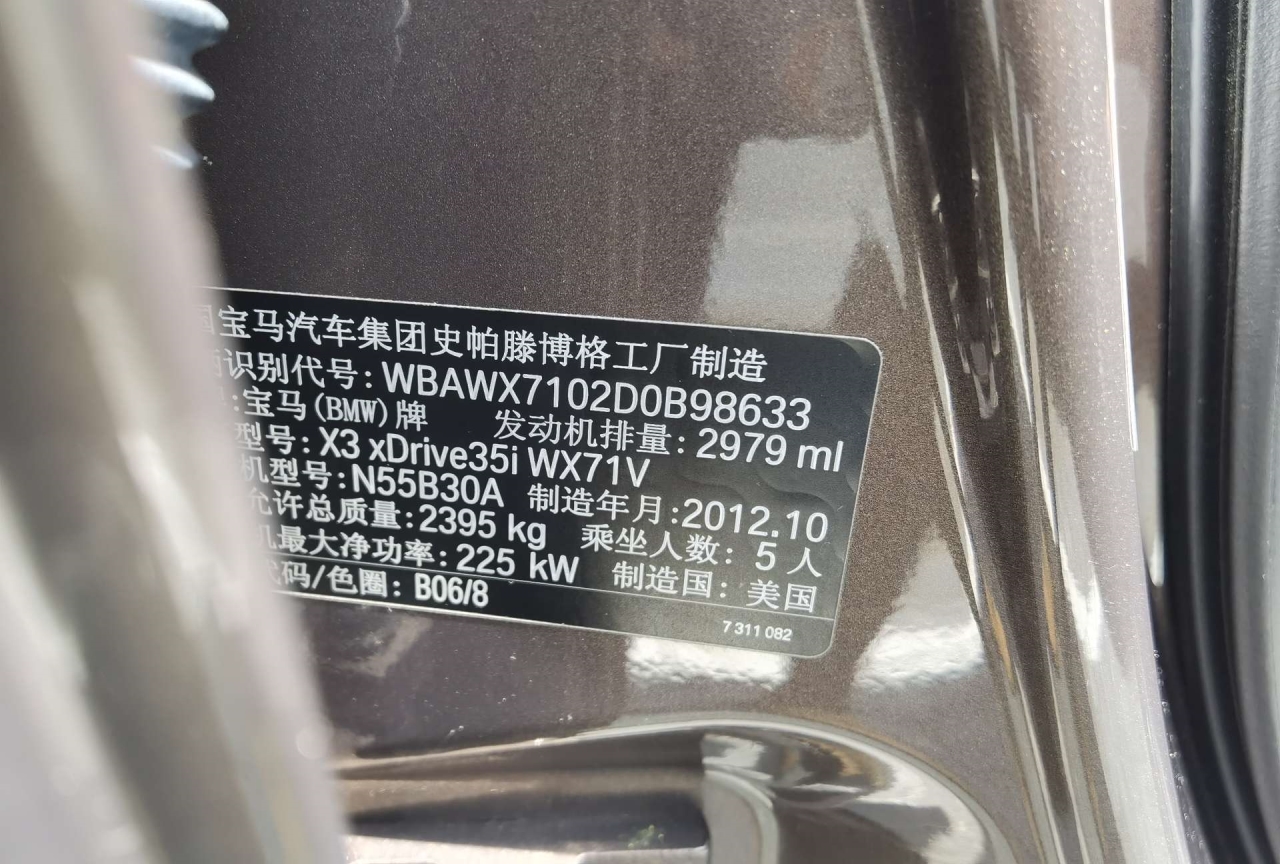 宝马汽车集团史帕滕博格工厂制造
识别代号: WBAWX7102D0B98633
:宝马(BMW)牌 发动机排量: 2979 ml
型号: X3 xDrive35i WX71V
机型号: N55B30A 制造年月: 2012.10
允许总质量: 2395 kg 乘坐人数: 5 人
机最大净功率: 225 kW 制造国: 美国
代码/色圈: B06/8
7 311 082